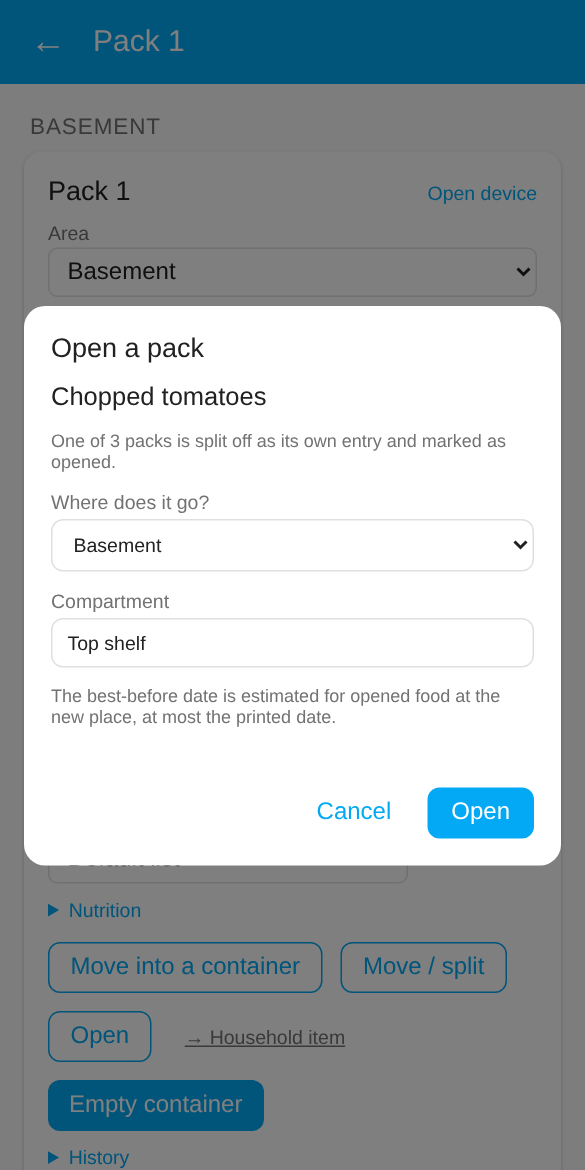 ← Pack 1
BASEMENT
Pack 1
Open device
Area
Basement
Open a pack
Chopped tomatoes
One of 3 packs is split off as its own entry and marked as
opened.
Where does it go?
Basement
Compartment
Top shelf
The best-before date is estimated for opened food at the
new place, at most the printed date.
Cancel
Open
Nutrition
Move into a container
Move / split
Open
→ Household item
Empty container
History